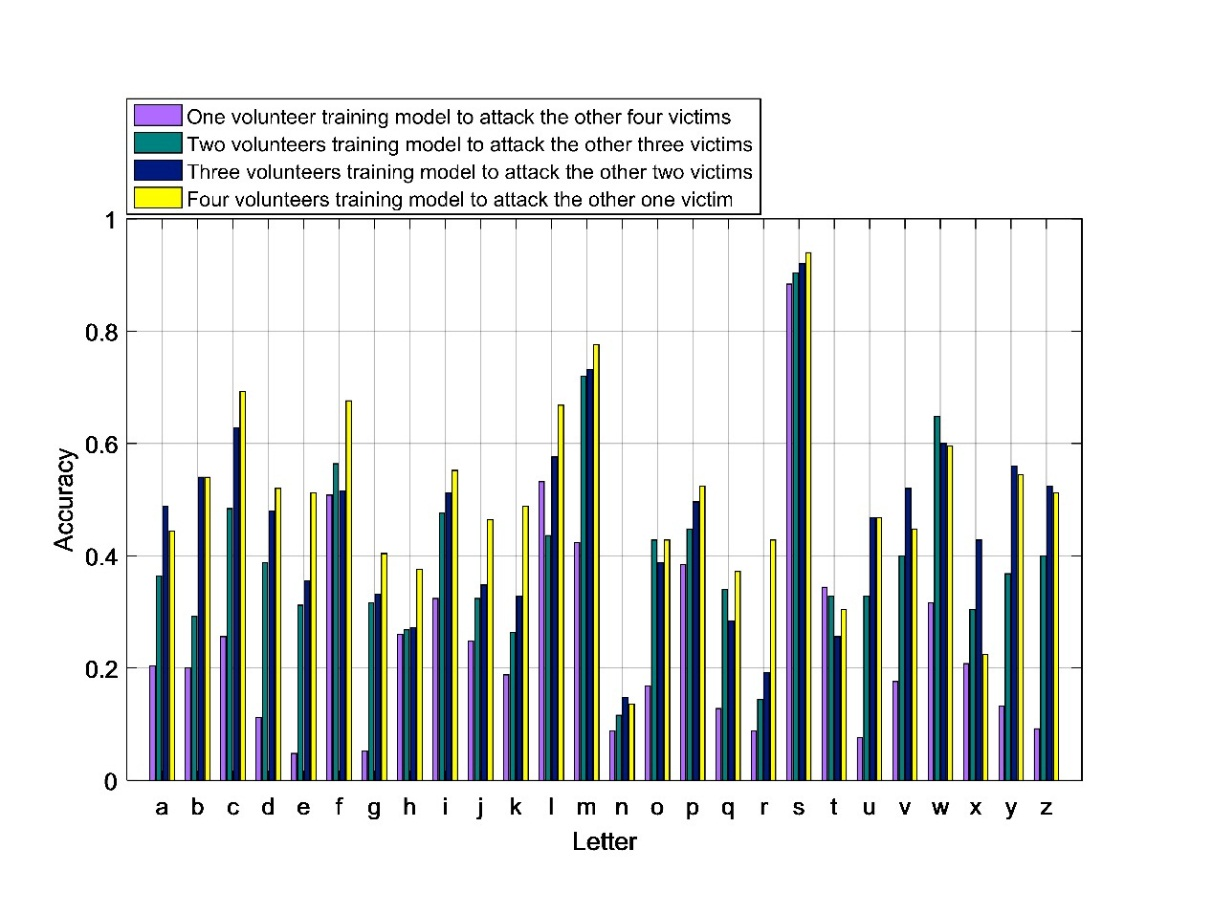 One volunteer training model to attack the other four victims
Two volunteers training model to attack the other three victims
Three volunteers training model to attack the other two victims
Four volunteers training model to attack the other one victim
1
0.8
0.6
0.4
0.2
0
Accuracy
a b c d e f g h i j k l m n o p q r s t u v w x y z
Letter